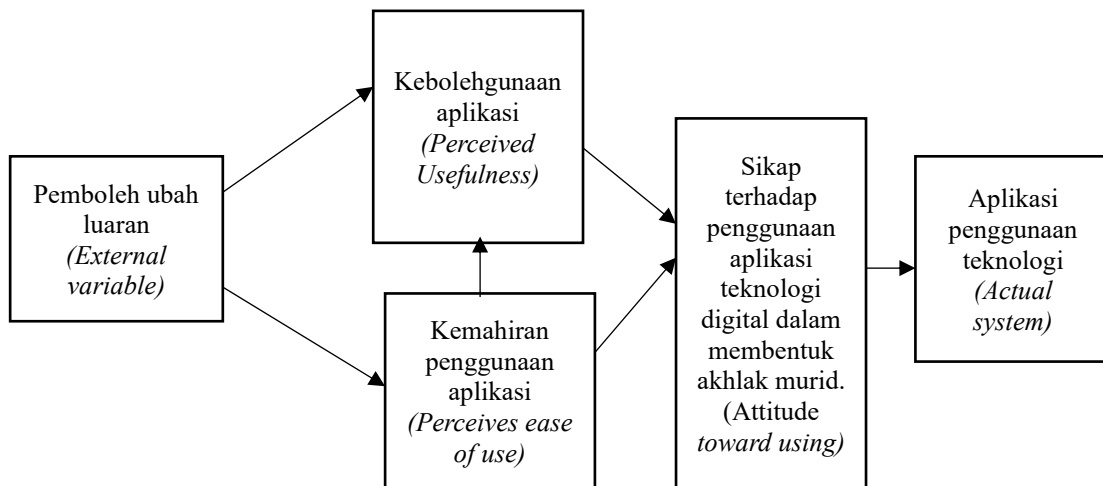 Pemboleh ubah
luaran
(External
variable)
Kebolehgunaan
aplikasi
(Perceived
Usefulness)
Kemahiran
penggunaan
aplikasi
(Perceives ease
of use)
Sikap
terhadap
penggunaan
aplikasi
teknologi
digital dalam
membentuk
akhlak murid.
(Attitude
toward using)
Aplikasi
penggunaan
teknologi
(Actual
system)